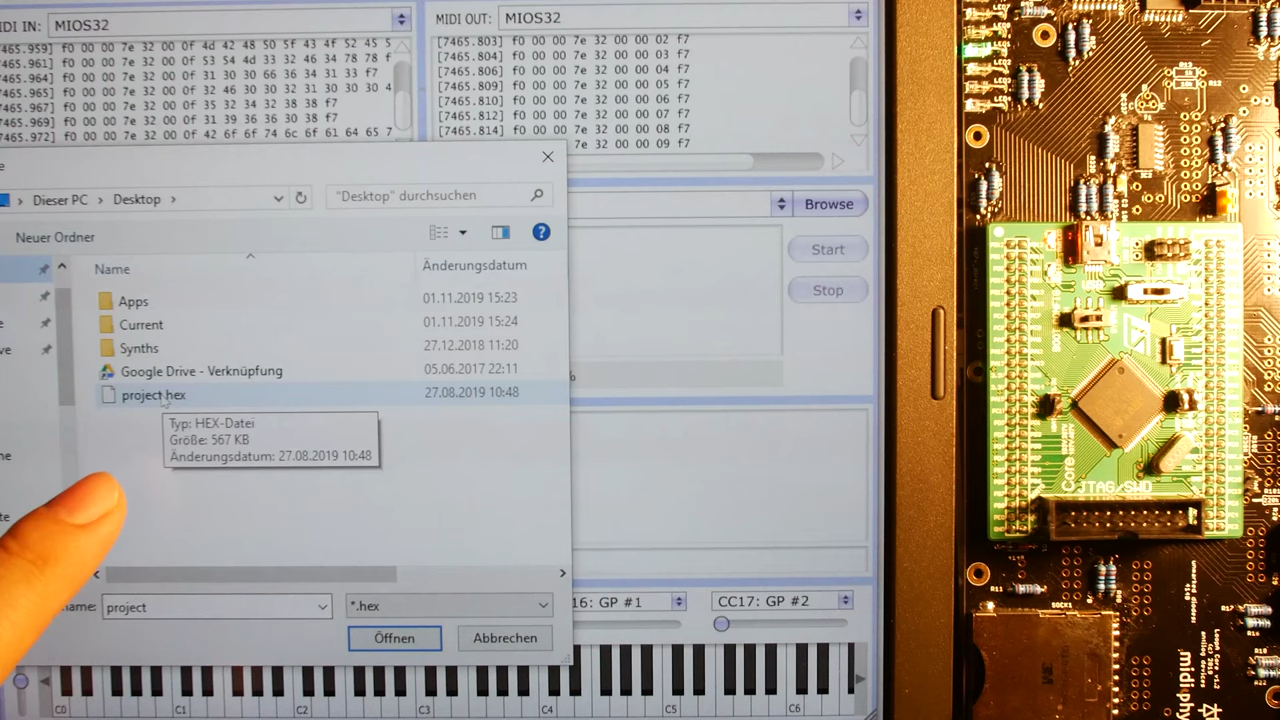 DI IN: MIOS32
7465.959] f0 00 00 7e 32 00 0f 4d 42 48 50 5f 43 4f 52 45 5
7465.961] f0 00 00 7e 32 00 0f 53 54 4d 33 32 46 34 78 78 f
7465.964] f0 00 00 7e 32 00 0f 31 30 30 66 36 34 31 33 f7
7465.965] f0 00 00 7e 32 00 0f 32 46 30 30 32 31 30 30 30 4
7465.967] f0 00 00 7e 32 00 0f 35 32 34 32 38 38 f7
7465.969] f0 00 00 7e 32 00 0f 31 39 36 36 30 38 f7
7465.972] f0 00 00 7e 32 00 0f 42 6f 6f 74 6c 6f 61 64 65 7
MIDI OUT: MIOS32
[7465.803] f0 00 00 7e 32 00 00 02 f7
[7465.804] f0 00 00 7e 32 00 00 03 f7
[7465.806] f0 00 00 7e 32 00 00 04 f7
[7465.509] f0 00 00 7e 32 00 00 05 f7
[7465.810] f0 00 00 7e 32 00 00 06 f7
[7465.812] f0 00 00 7e 32 00 00 07 f7
[7465.814] f0 00 00 7e 32 00 00 08 f7
7e 32 00 00 09 f7
Dieser PC > Desktop >
"Desktop" durchsuchen
Browse
Neuer Ordner
Start
Stop
Name Änderungsdatum
Apps 01.11.2019 15:23
Current 01.11.2019 15:24
Synths 27.12.2018 11:20
Google Drive - Verknüpfung 05.06.2017 22:11
project.hex 27.08.2019 10:48
Typ: HEX-Datei
Größe: 567 KB
Änderungsdatum: 27.08.2019 10:48
name: project
*.hex
Öffnen
Abbrechen
16: GP #1
CC17: GP #2
C0 C1 C2 C3 C4 C5 C6
JTAG/SWD
SOCK1
R11